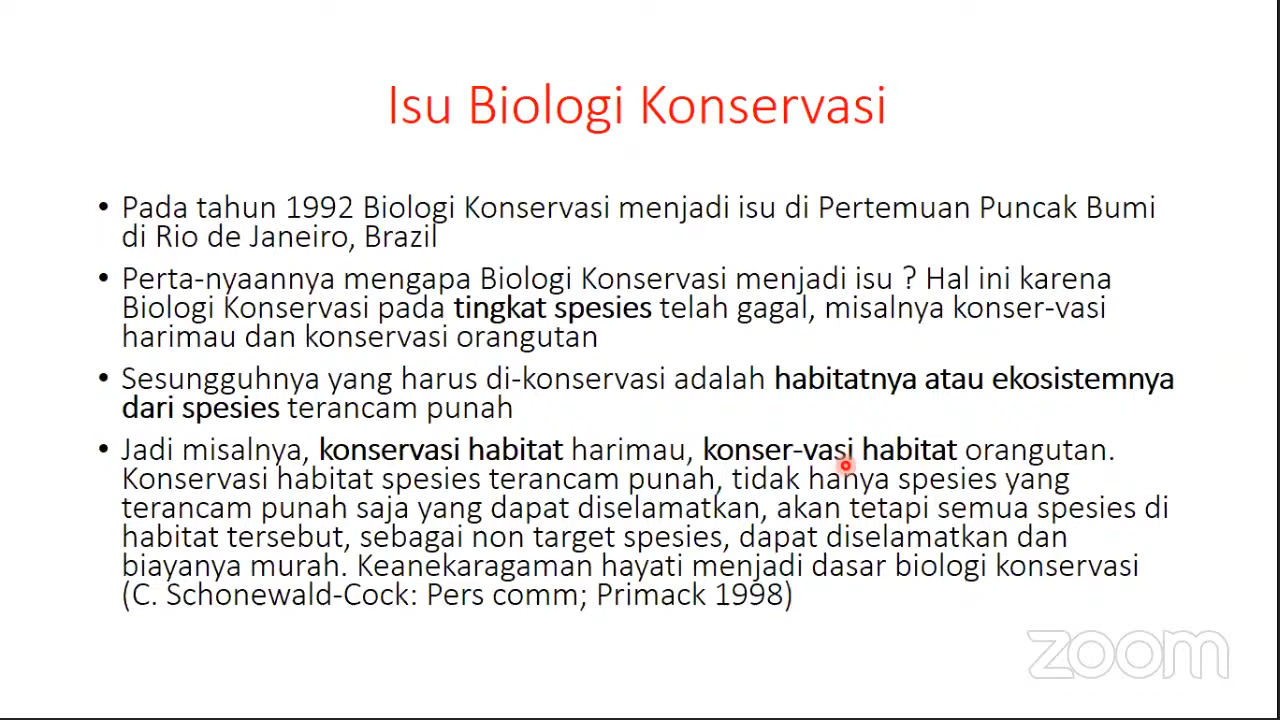 Isu Biologi Konservasi
• Pada tahun 1992 Biologi Konservasi menjadi isu di Pertemuan Puncak Bumi
di Rio de Janeiro, Brazil
• Perta-nyaannya mengapa Biologi Konservasi menjadi isu ? Hal ini karena
Biologi Konservasi pada tingkat spesies telah gagal, misalnya konser-vasi
harimau dan konservasi orangutan
• Sesungguhnya yang harus di-konservasi adalah habitatnya atau ekosistemnya
dari spesies terancam punah
• Jadi misalnya, konservasi habitat harimau, konser-vasi habitat orangutan.
Konservasi habitat spesies terancam punah, tidak hanya spesies yang
terancam punah saja yang dapat diselamatkan, akan tetapi semua spesies di
habitat tersebut, sebagai non target spesies, dapat diselamatkan dan
biayanya murah. Keanekaragaman hayati menjadi dasar biologi konservasi
(C. Schonewald-Cock: Pers comm; Primack 1998)
zoom